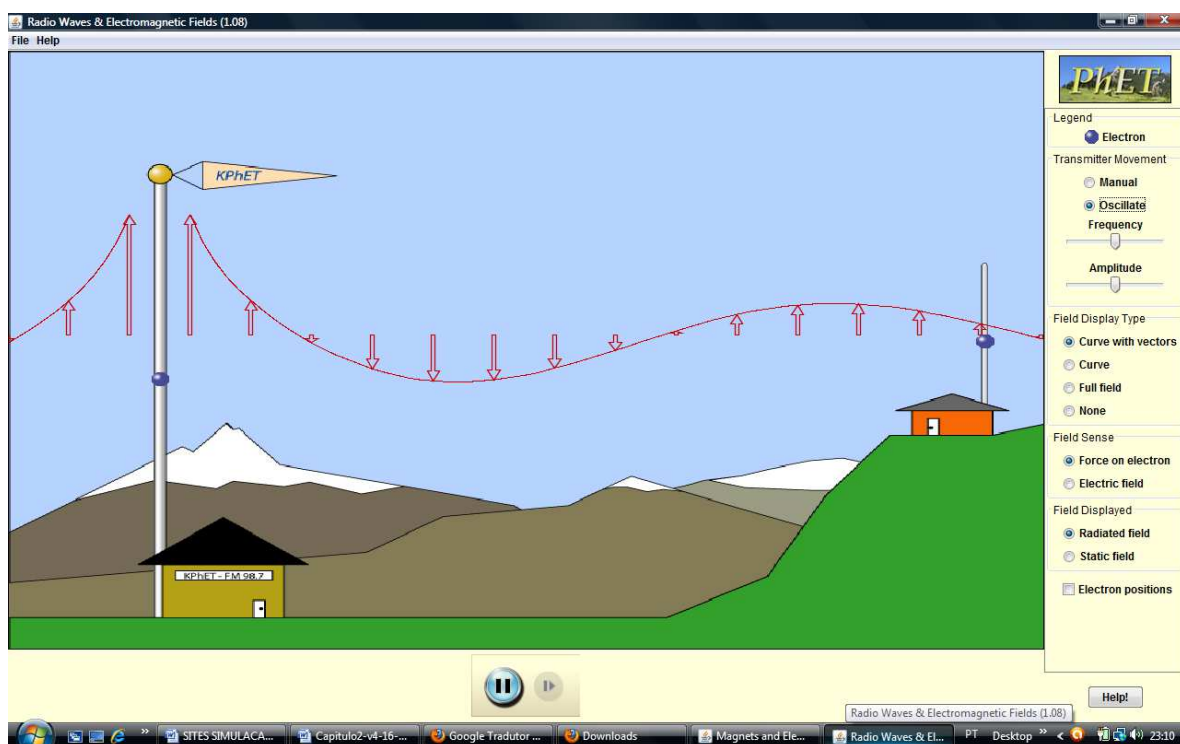 Radio Waves & Electromagnetic Fields (1.08)
File Help
KPhET
KPhET - FM 98.7
PhET
Legend
Electron
Transmitter Movement
Manual
Oscillate
Frequency
Amplitude
Field Display Type
Curve with vectors
Curve
Full field
None
Field Sense
Force on electron
Electric field
Field Displayed
Radiated field
Static field
Electron positions
Help!
Radio Waves & Electromagnetic Fields (1.08)
SITES SIMULACA... Capitulo2-v4-16-... Google Tradutor ... Downloads Magnets and Ele... Radio Waves & El... PT Desktop » < 23:10